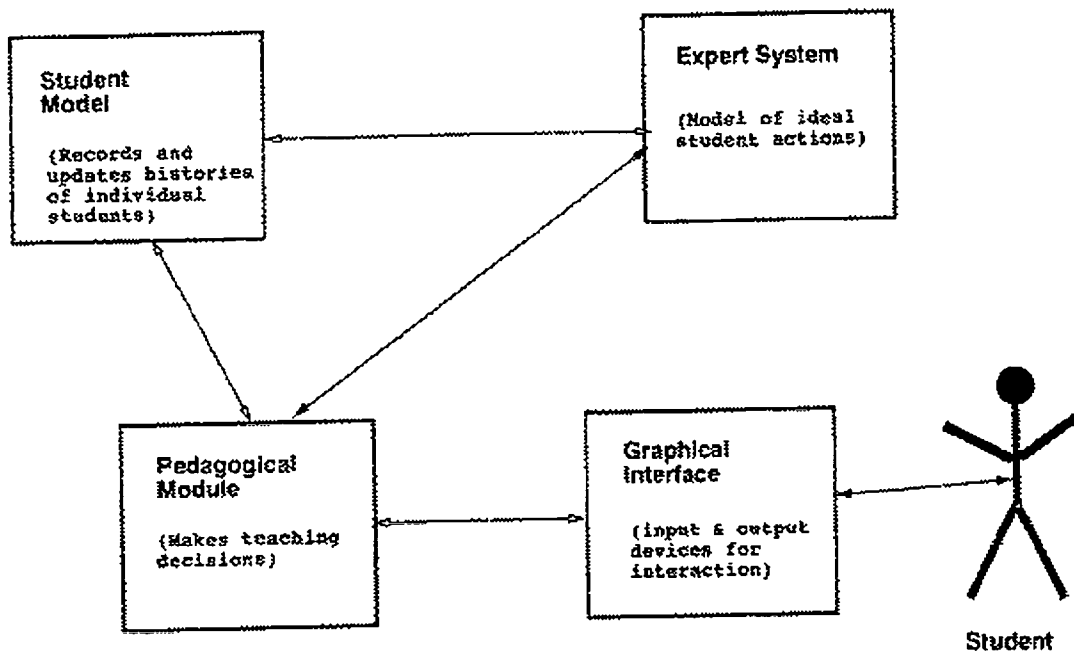 Student
Model
(Records and
updates histories
of individual
students)
Expert System
(Model of ideal
student actions)
Pedagogical
Module
(Makes teaching
decisions)
Graphical
Interface
(input & output
devices for
interaction)
Student